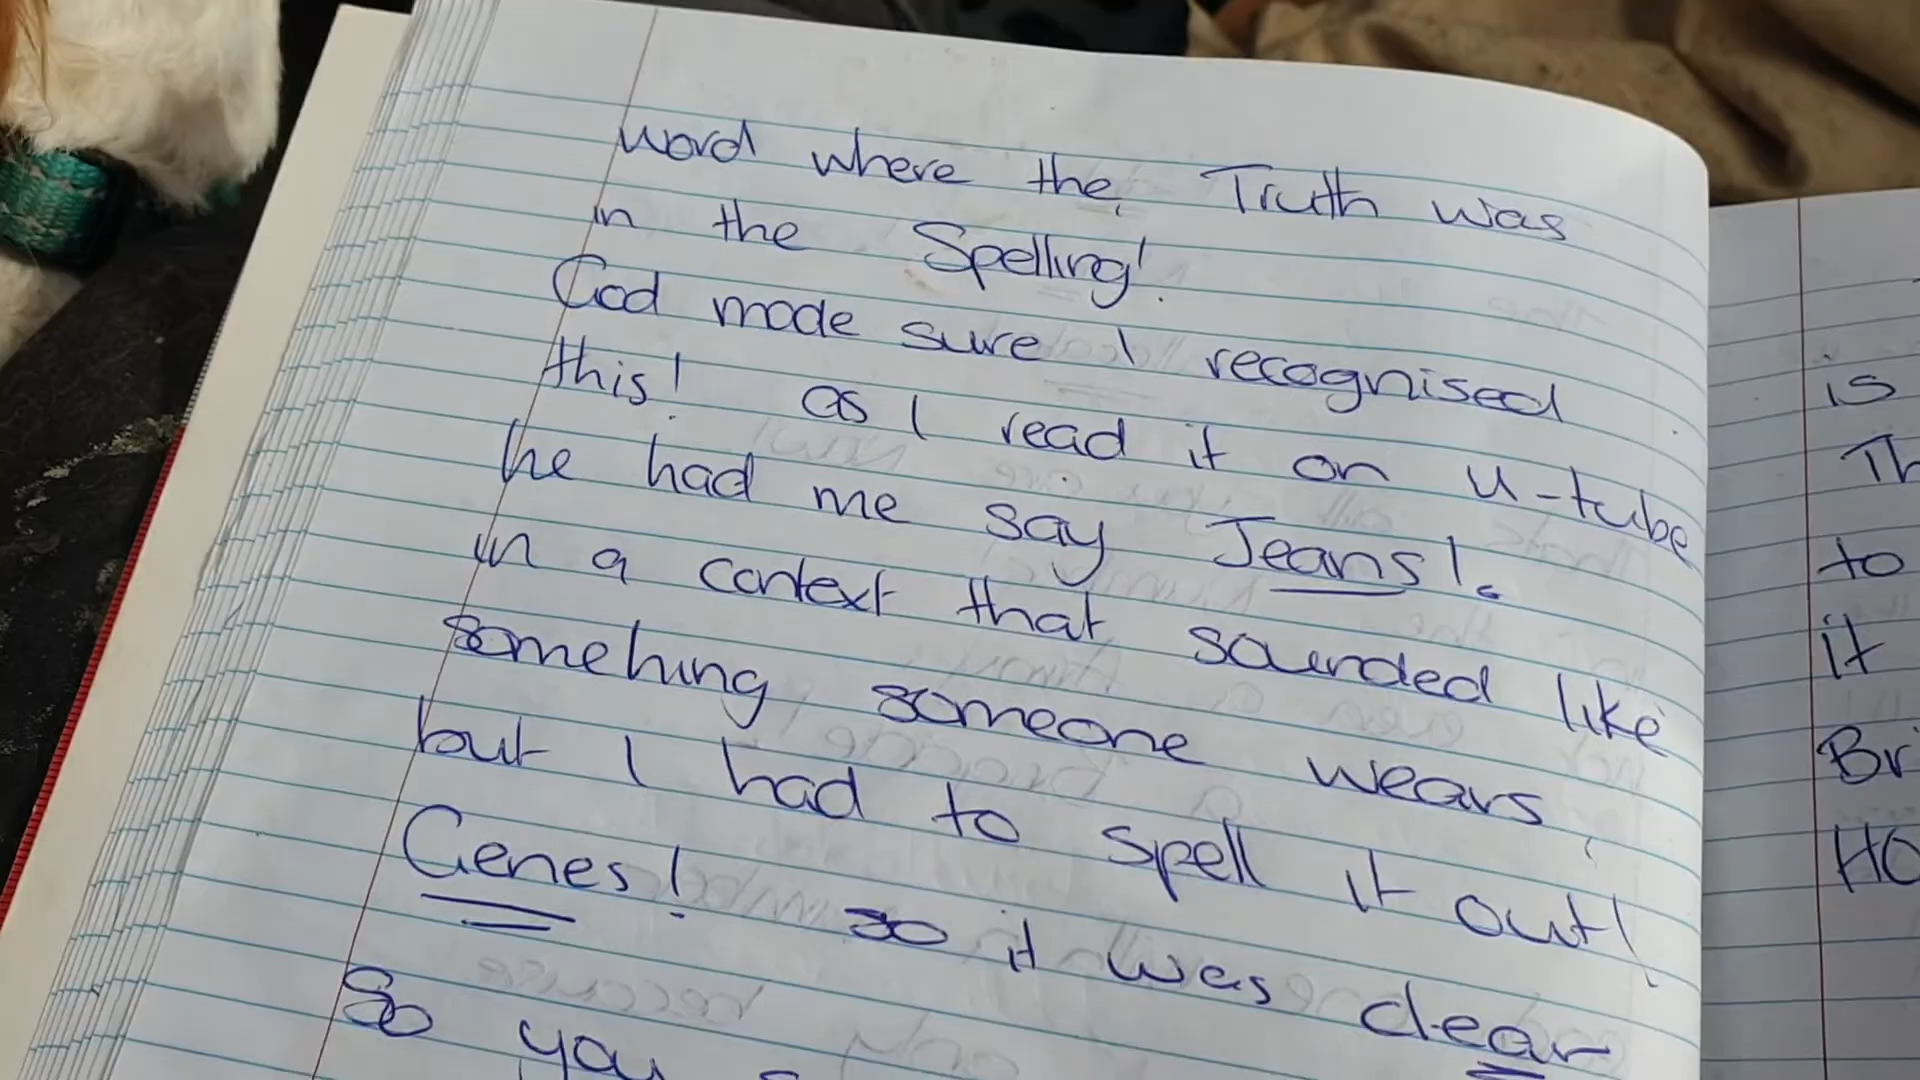 word where the Truth was
in the Spelling!
God made sure I recognised
this! as I read it on U-tube
he had me say Jeans!.
in a context that sounded like
somehing someone wears
but I had to spell it out!
Genes! so it was clear
So you
is
Th
to
it
Br
HO